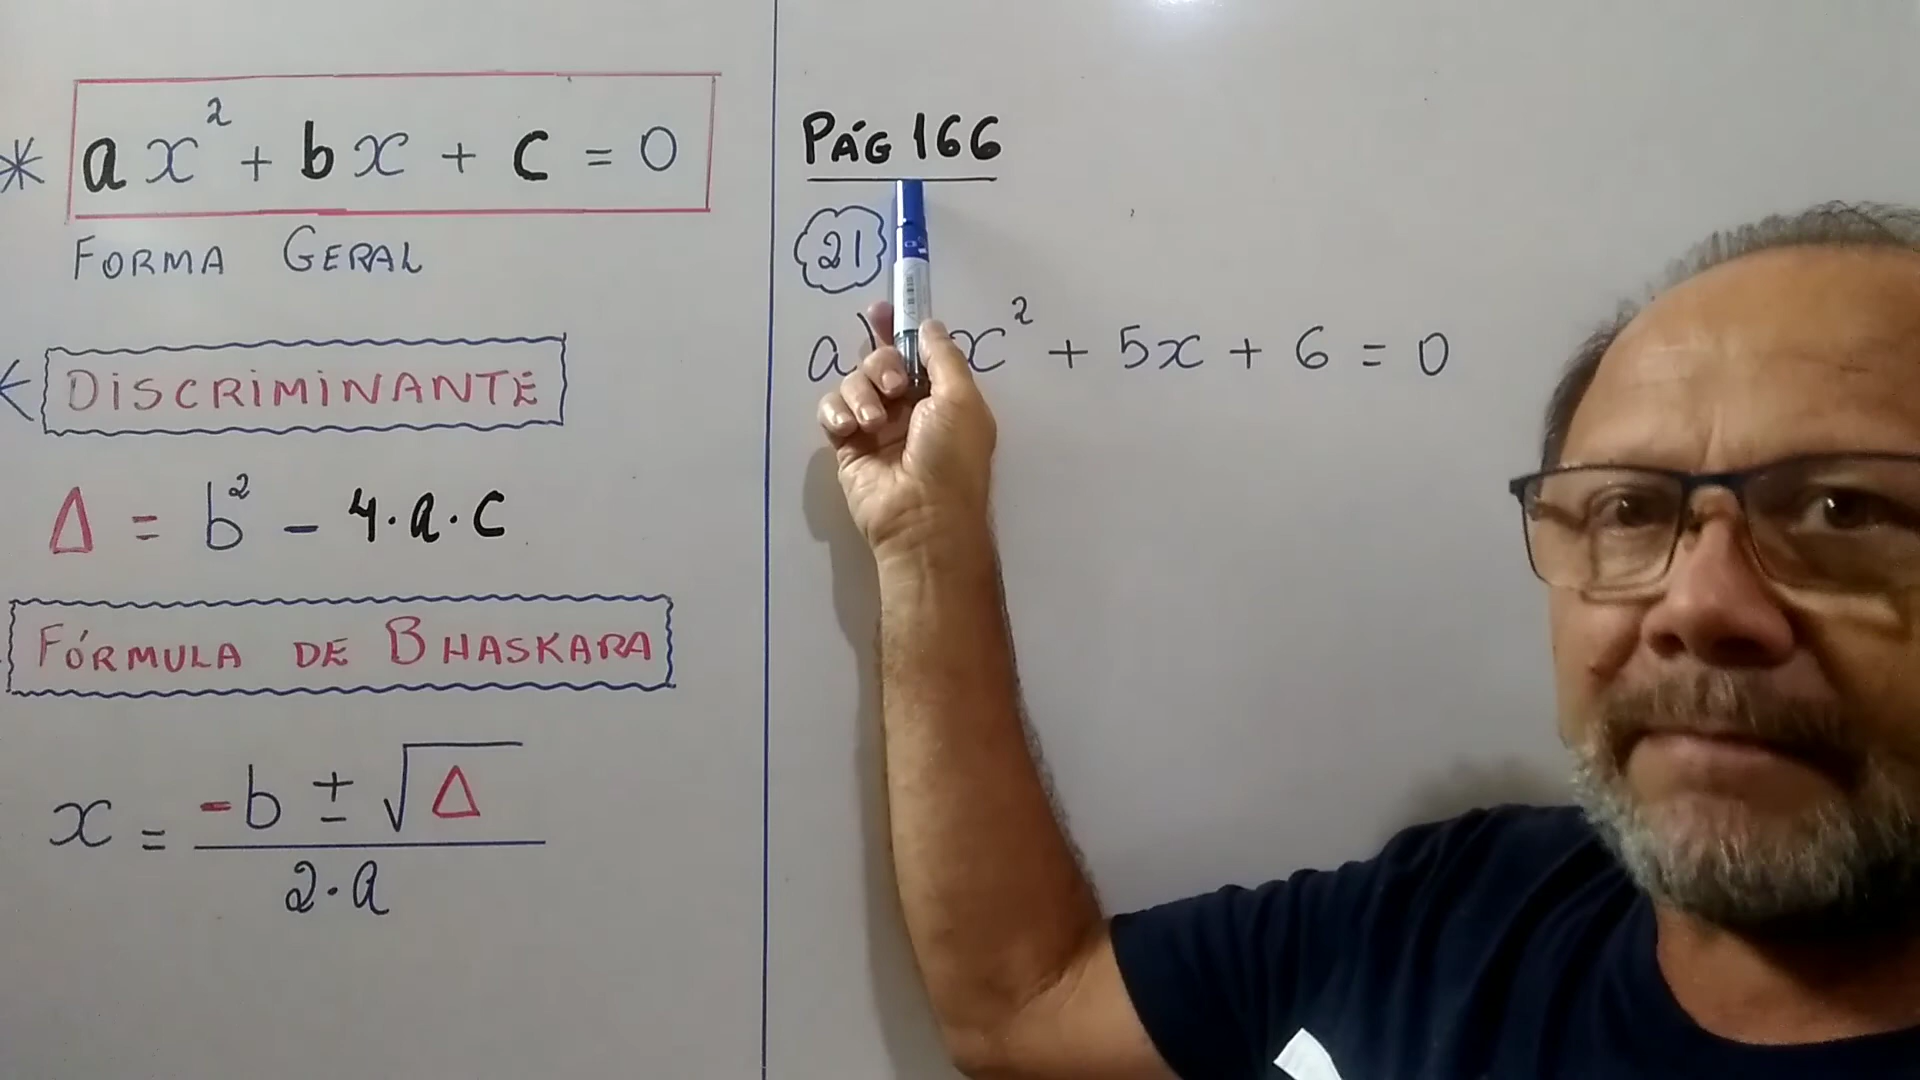 * ax² + bx + c = 0
FORMA GERAL
DISCRIMINANTE
Δ = b² - 4·a·c
FÓRMULA DE BHASKARA
x = -b ± √Δ / 2·a
PÁG 166
21
a) x² + 5x + 6 = 0